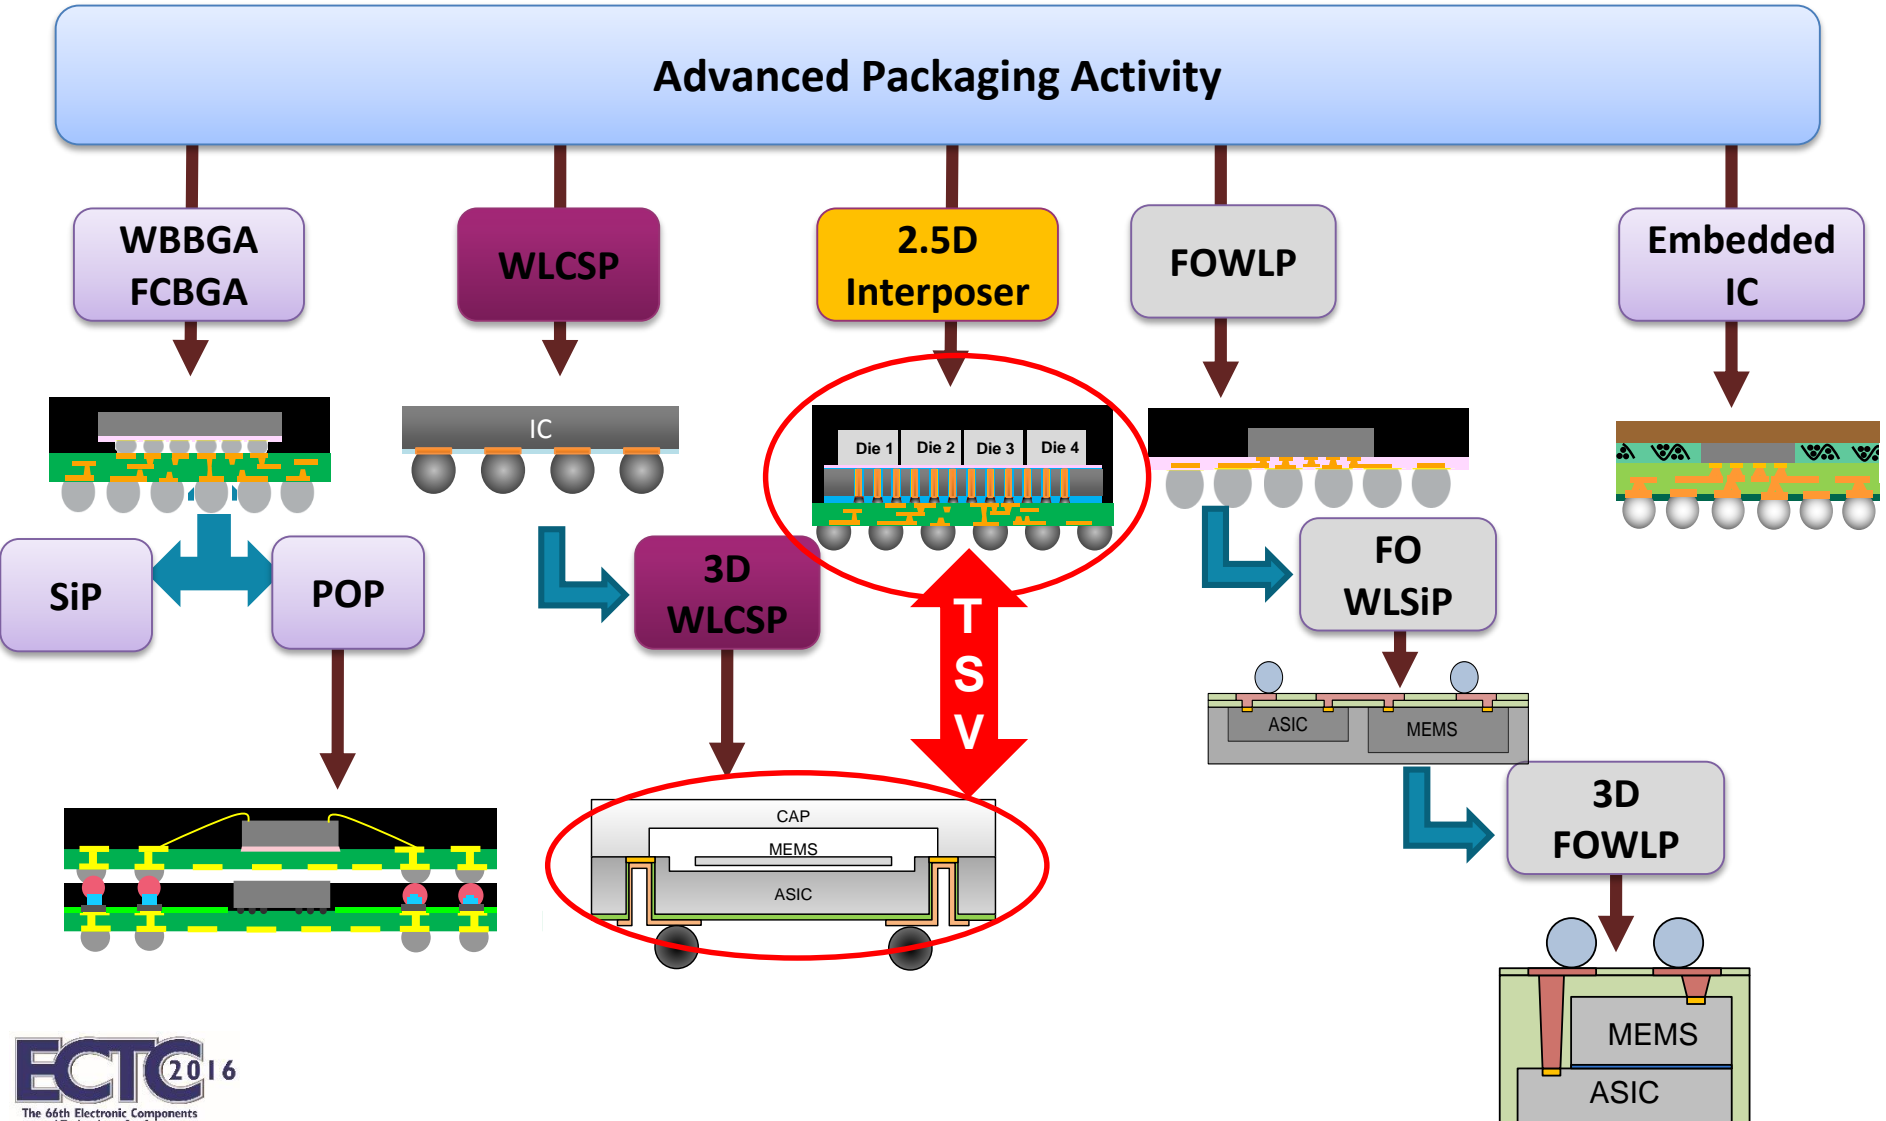 Advanced Packaging Activity
WBBGA
FCBGA
WLCSP
2.5D
Interposer
FOWLP
Embedded
IC
IC
Die 1
Die 2
Die 3
Die 4
SiP
POP
3D
WLCSP
T
S
V
FO
WLSiP
ASIC
MEMS
CAP
MEMS
ASIC
3D
FOWLP
MEMS
ASIC
ECTC 2016
The 66th Electronic Components